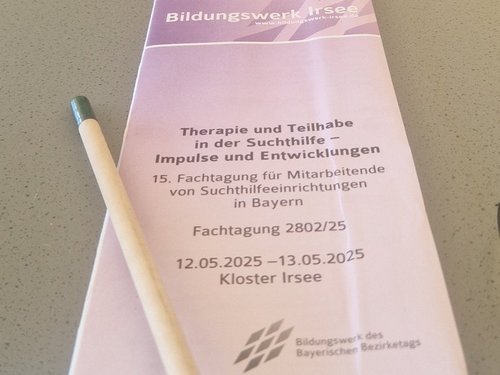 Bildungswerk Irsee
www.bildungswerk-irsee.de
Therapie und Teilhabe
in der Suchthilfe –
Impulse und Entwicklungen
15. Fachtagung für Mitarbeitende
von Suchthilfeeinrichtungen
in Bayern
Fachtagung 2802/25
12.05.2025 – 13.05.2025
Kloster Irsee
Bildungswerk des
Bayerischen Bezirketags